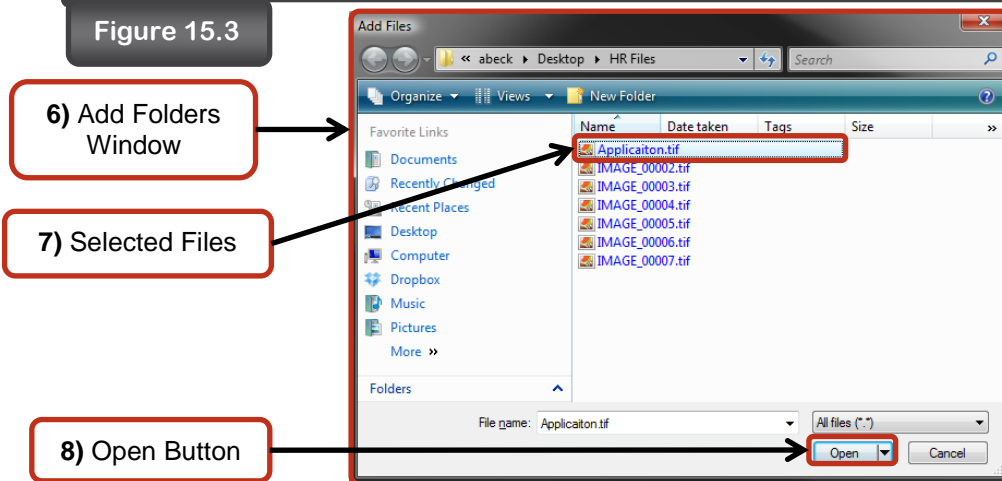 Figure 15.3
6) Add Folders
Window
7) Selected Files
8) Open Button
Add Files
« abeck Desktop HR Files
Search
Organize Views New Folder
Favorite Links
Documents
Recently Changed
Recent Places
Desktop
Computer
Dropbox
Music
Pictures
More »
Folders
Name Date taken Tags Size »
Applicaiton.tif
IMAGE_00002.tif
IMAGE_00003.tif
IMAGE_00004.tif
IMAGE_00005.tif
IMAGE_00006.tif
IMAGE_00007.tif
File name: Applicaiton.tif All files (*.*)
Open Cancel